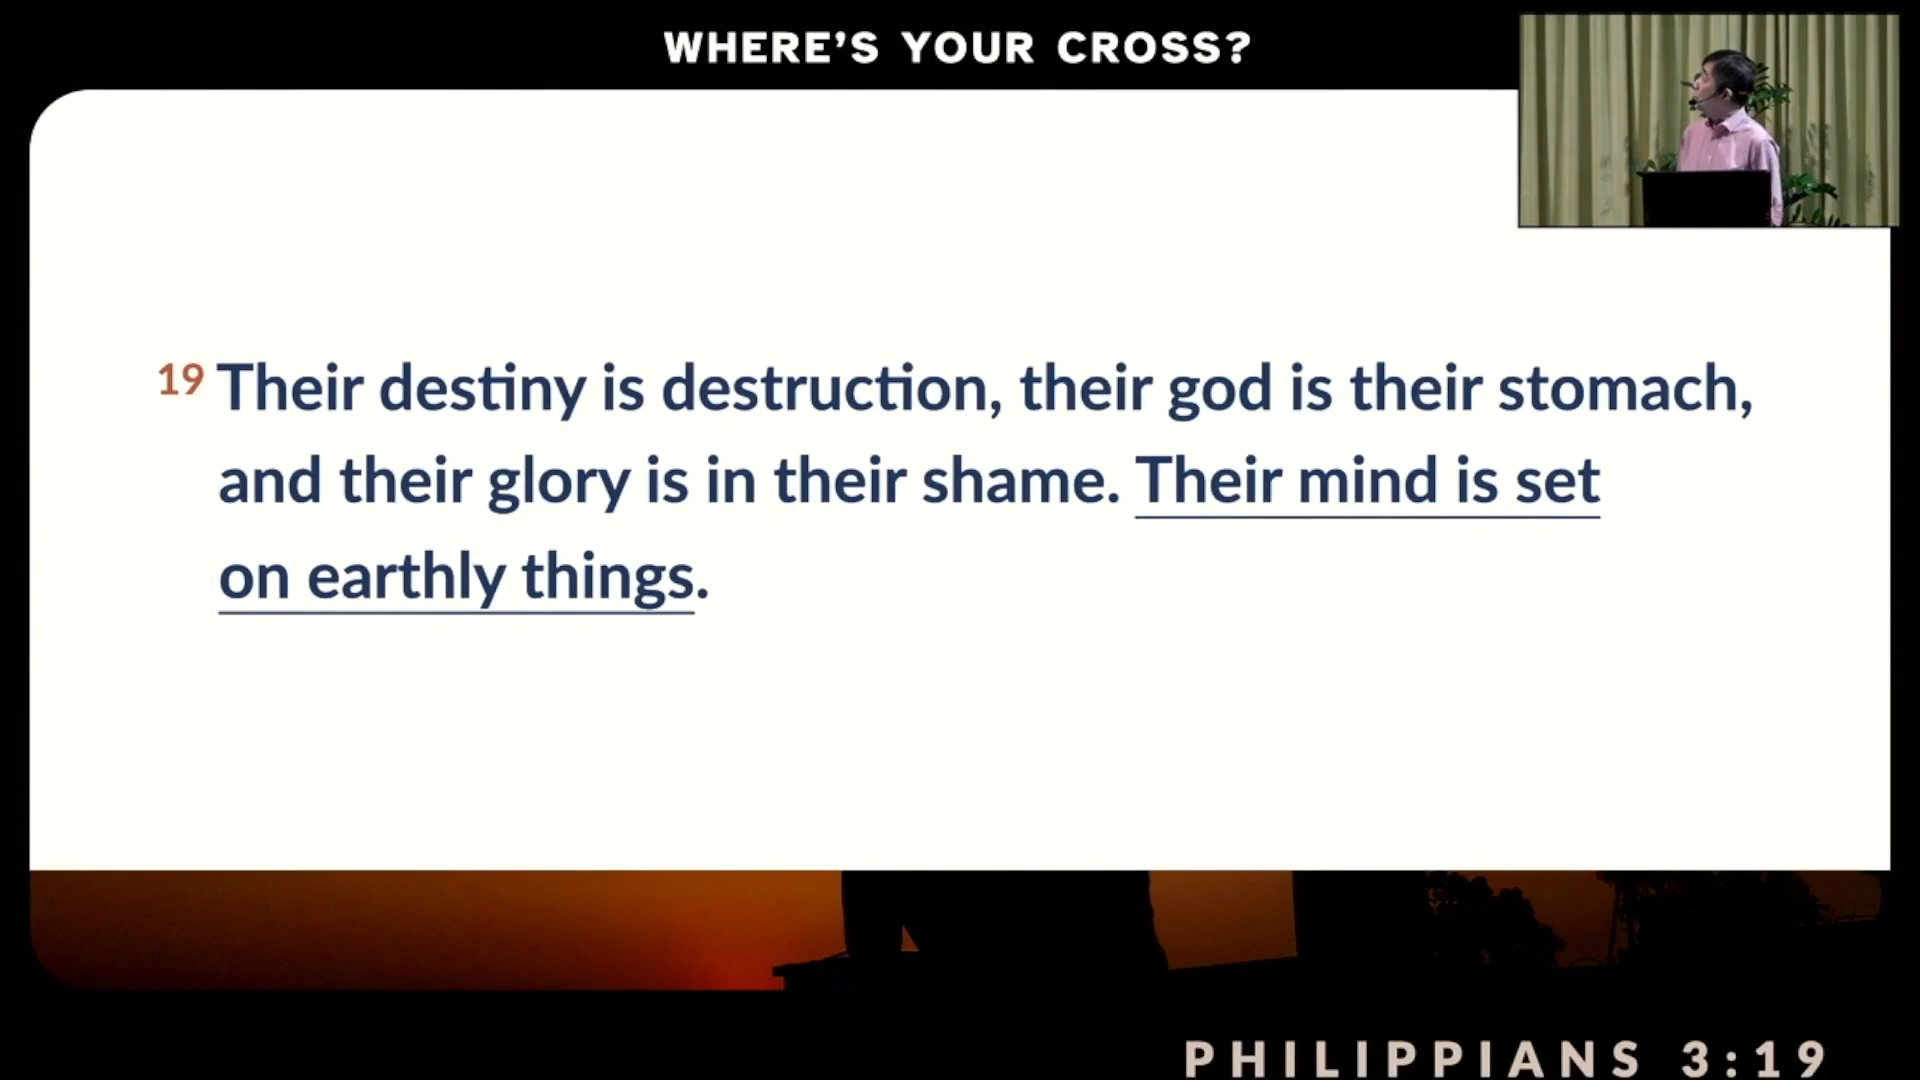 WHERE'S YOUR CROSS?
19 Their destiny is destruction, their god is their stomach,
and their glory is in their shame. Their mind is set
on earthly things.
PHILIPPIANS 3:19